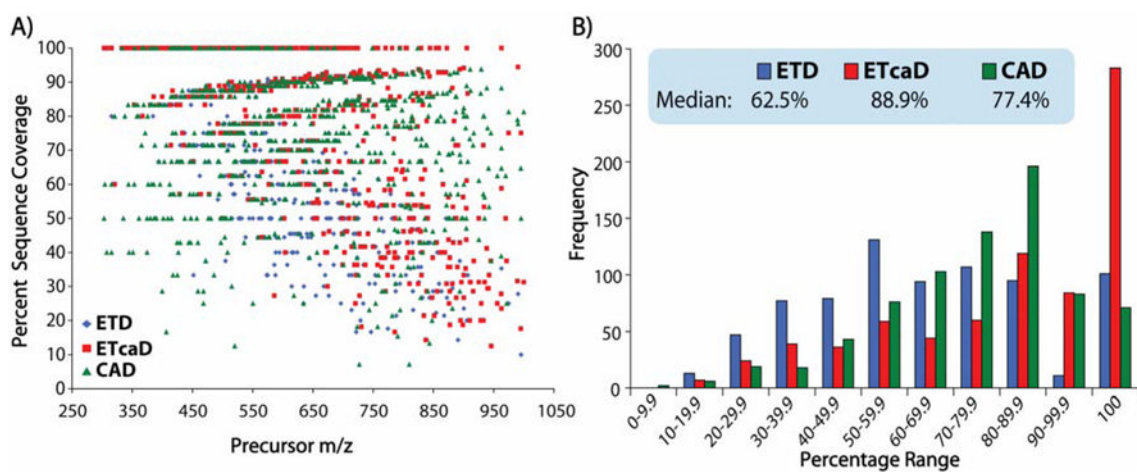 A)
100
90
80
70
60
50
40
30
20
10
0
Percent Sequence Coverage
ETD
ETcaD
CAD
250 350 450 550 650 750 850 950 1050
Precursor m/z
B)
300
250
200
150
100
50
0
Frequency
ETD ETcaD CAD
Median: 62.5% 88.9% 77.4%
0-9.9 10-19.9 20-29.9 30-39.9 40-49.9 50-59.9 60-69.9 70-79.9 80-89.9 90-99.9 100
Percentage Range